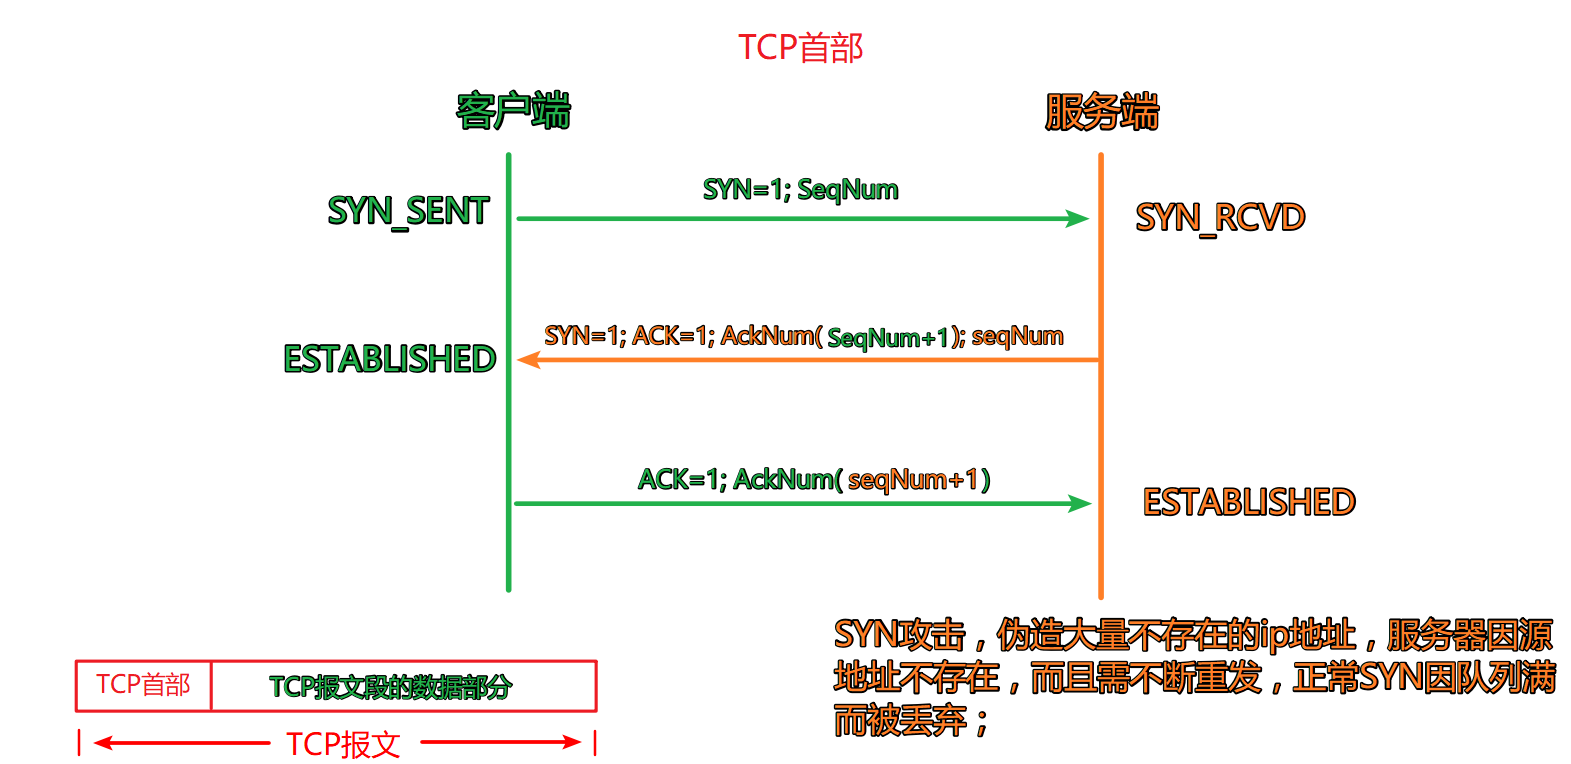 TCP首部
客户端
服务端
SYN=1; SeqNum
SYN_SENT
SYN_RCVD
SYN=1; ACK=1; AckNum( SeqNum+1 ); seqNum
ESTABLISHED
ACK=1; AckNum( seqNum+1 )
ESTABLISHED
SYN攻击，伪造大量不存在的ip地址，服务器因源
地址不存在，而且需不断重发，正常SYN因队列满
而被丢弃；
TCP首部
TCP报文段的数据部分
TCP报文